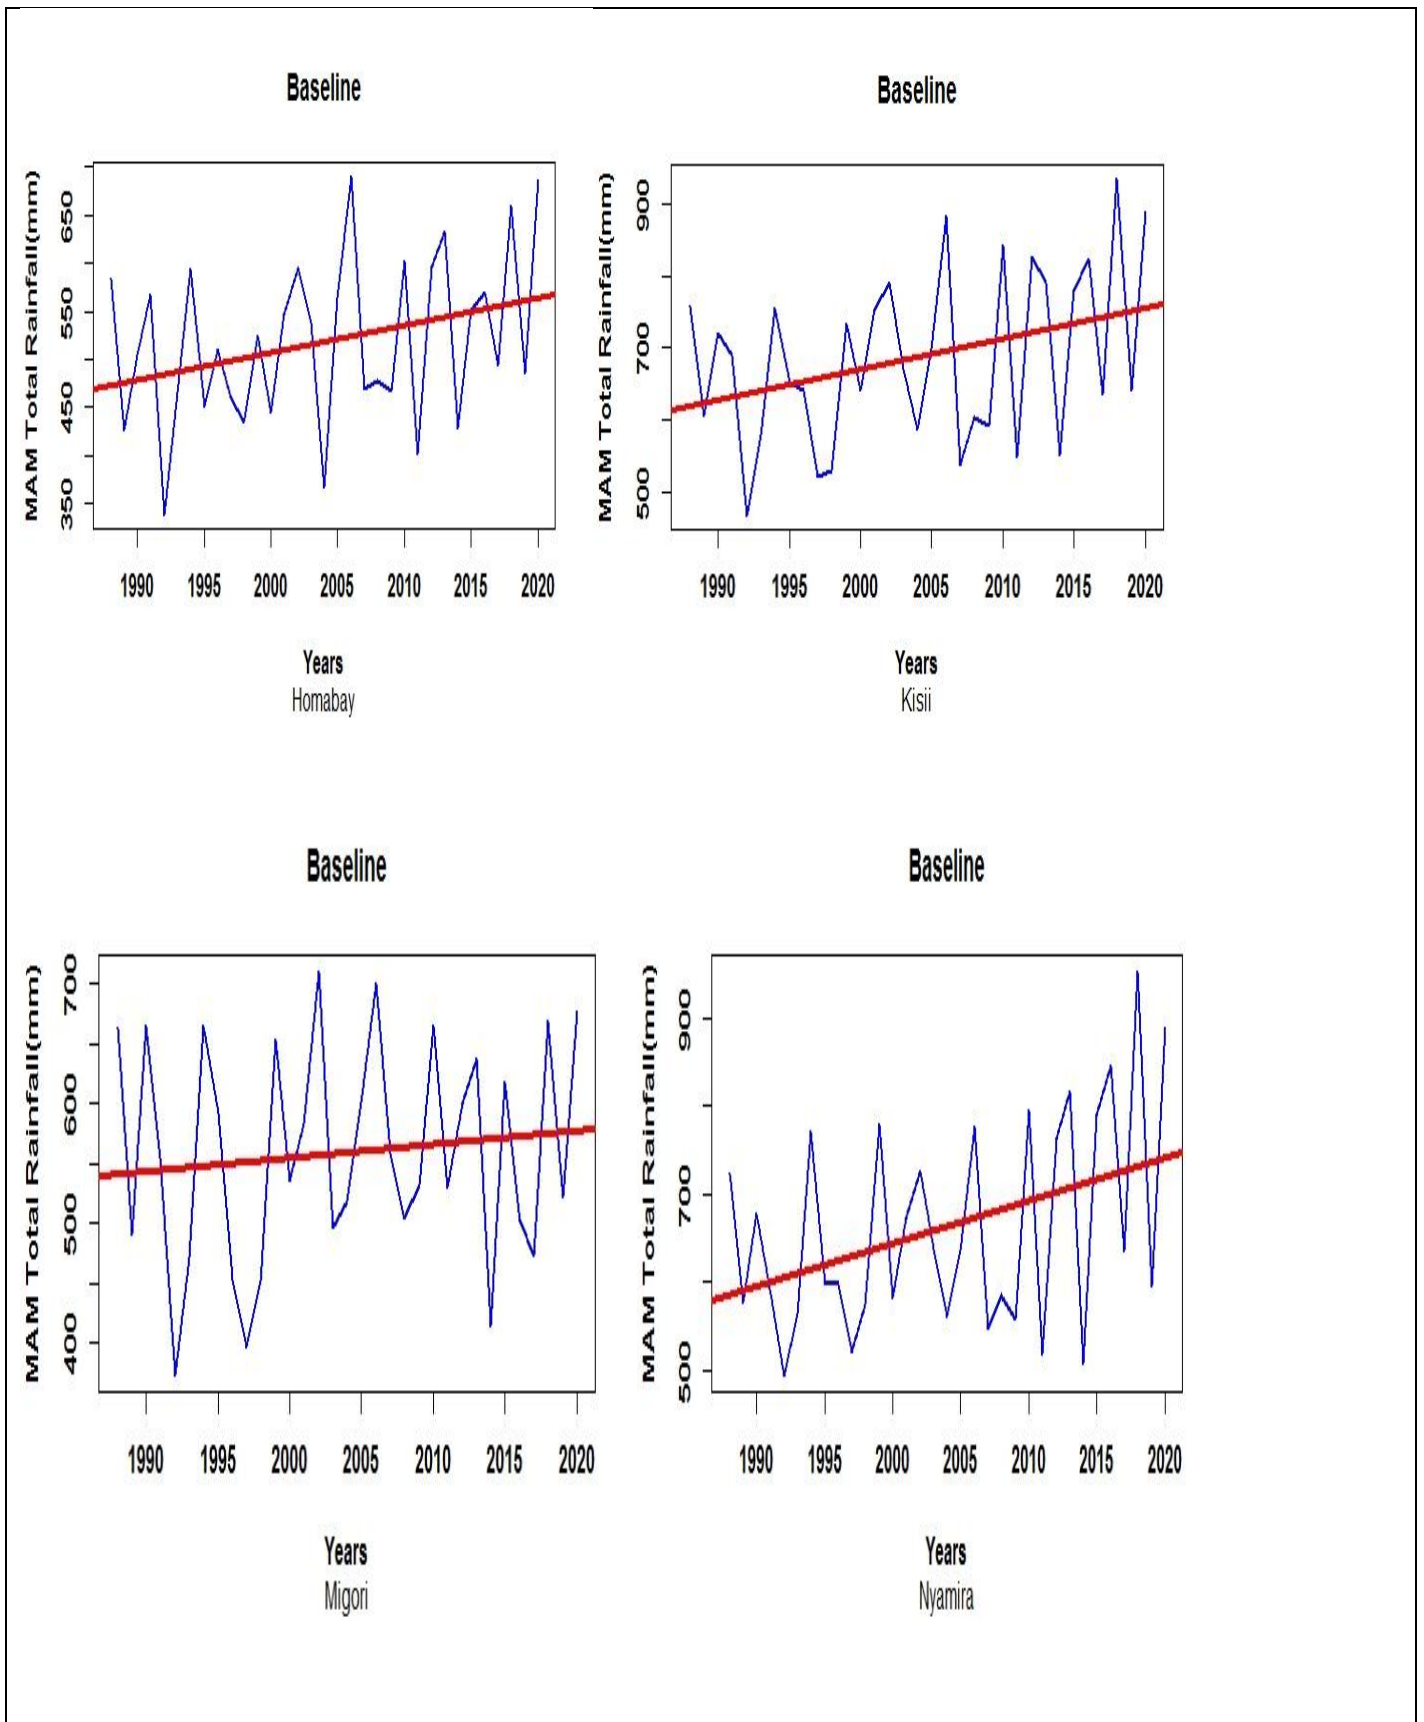 Baseline
MAM Total Rainfall(mm)
650
550
450
350
1990 1995 2000 2005 2010 2015 2020
Years
Homabay
Baseline
MAM Total Rainfall(mm)
900
700
500
1990 1995 2000 2005 2010 2015 2020
Years
Kisii
Baseline
MAM Total Rainfall(mm)
700
600
500
400
1990 1995 2000 2005 2010 2015 2020
Years
Migori
Baseline
MAM Total Rainfall(mm)
900
700
500
1990 1995 2000 2005 2010 2015 2020
Years
Nyamira